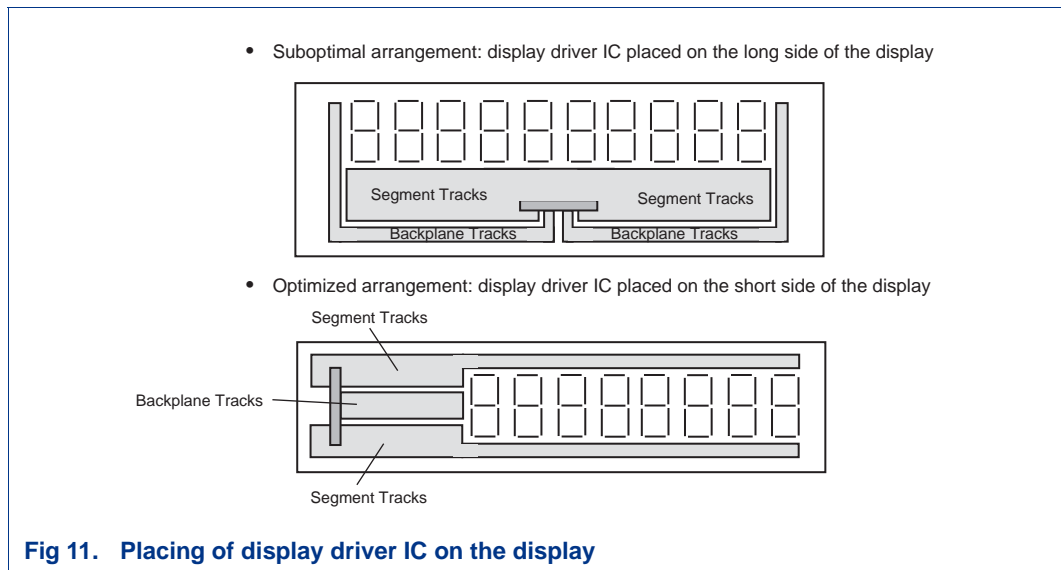 • Suboptimal arrangement: display driver IC placed on the long side of the display
Segment Tracks
Segment Tracks
Backplane Tracks
Backplane Tracks
• Optimized arrangement: display driver IC placed on the short side of the display
Segment Tracks
Backplane Tracks
Segment Tracks
Fig 11. Placing of display driver IC on the display